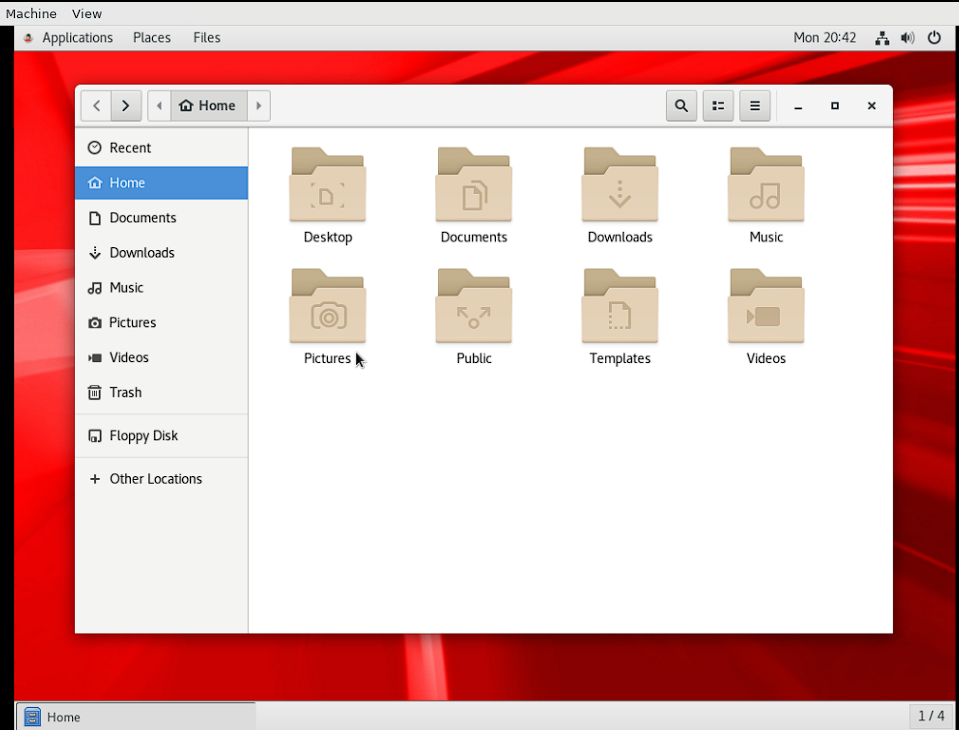 Machine View
Applications Places Files Mon 20:42
Home
Recent
Home
Documents
Downloads
Music
Pictures
Videos
Trash
Floppy Disk
Other Locations
Desktop Documents Downloads Music
Pictures Public Templates Videos
Home 1 / 4